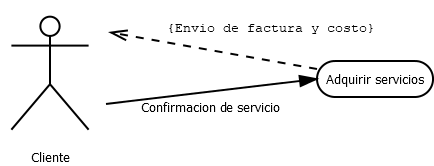 {Envio de factura y costo}
Adquirir servicios
Confirmacion de servicio
Cliente